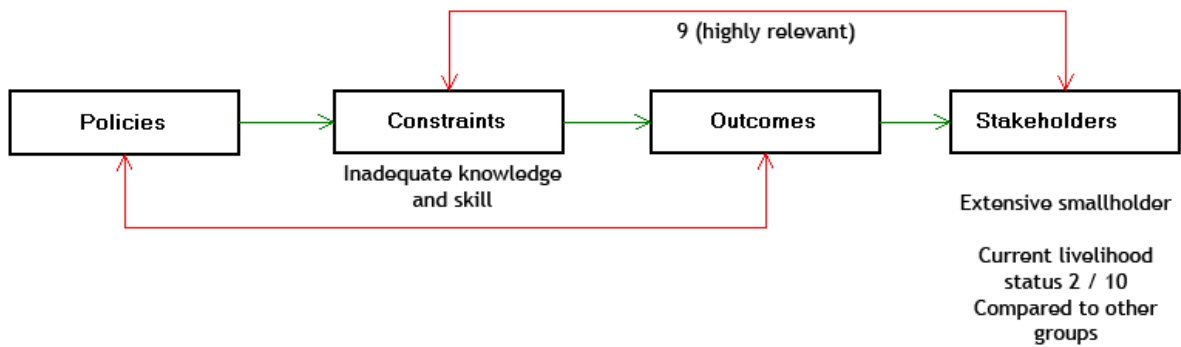 9 (highly relevant)
Policies
Constraints
Outcomes
Stakeholders
Inadequate knowledge
and skill
Extensive smallholder
Current livelihood
status 2 / 10
Compared to other
groups